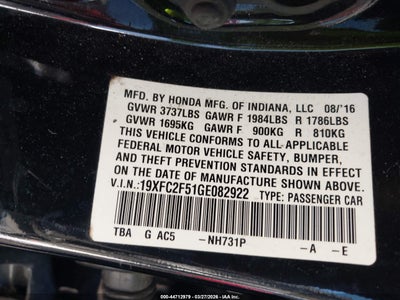 MFD. BY HONDA MFG. OF INDIANA, LLC 08/'16
GVWR 3737LBS GAWR F 1984LBS R 1786LBS
GVWR 1695KG GAWR F 900KG R 810KG
THIS VEHICLE CONFORMS TO ALL APPLICABLE
FEDERAL MOTOR VEHICLE SAFETY, BUMPER,
AND THEFT PREVENTION STANDARDS IN EFFECT
ON THE DATE OF MANUFACTURE SHOWN ABOVE.
V.I.N.: 19XFC2F51GE082922 TYPE: PASSENGER CAR
TBA G AC5 -NH731P -A -E
000-44712979 - 03/27/2026 - IAA